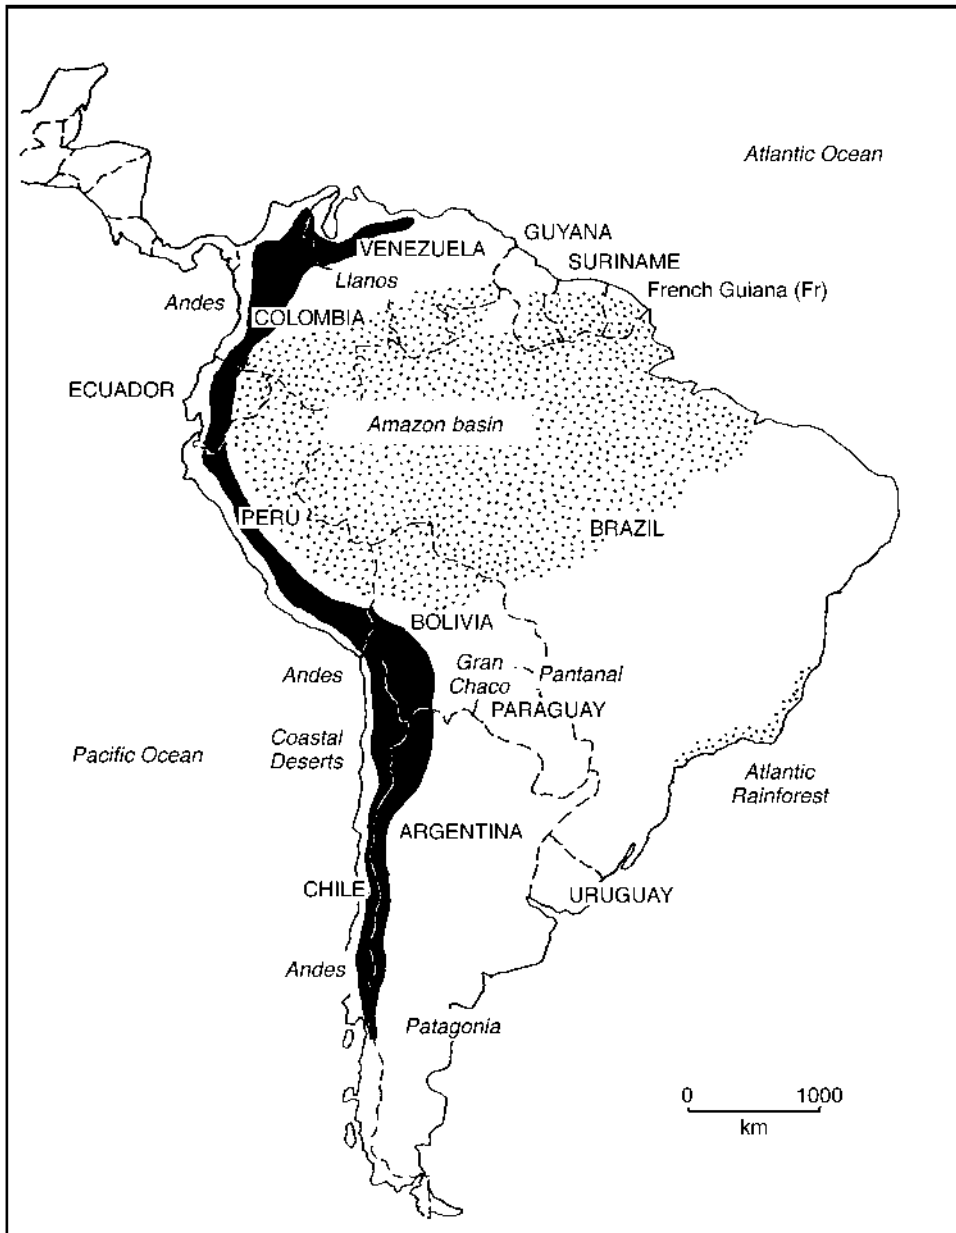 Atlantic Ocean
GUYANA
VENEZUELA
SURINAME
Llanos
French Guiana (Fr)
Andes
COLOMBIA
ECUADOR
Amazon basin
PERU
BRAZIL
BOLIVIA
Andes
Gran
Chaco
Pantanal
PARAGUAY
Pacific Ocean
Coastal
Deserts
Atlantic
Rainforest
ARGENTINA
CHILE
URUGUAY
Andes
Patagonia
0 1000
km